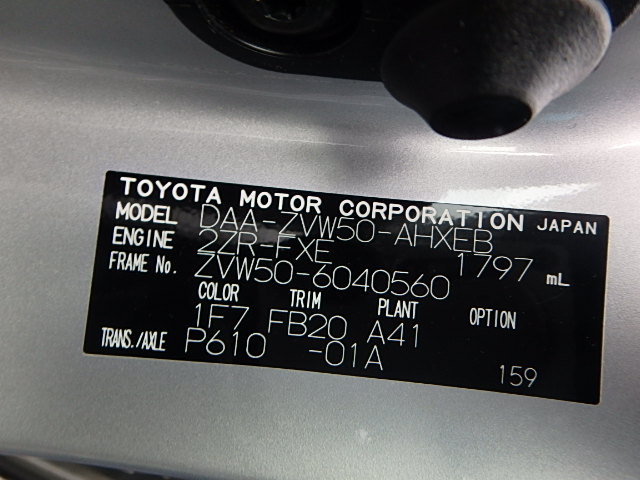 TOYOTA MOTOR CORPORATION JAPAN
MODEL DAA-ZVW50-AHXEB
ENGINE 2ZR-FXE 1797 mL
FRAME No. ZVW50-6040560
COLOR TRIM PLANT OPTION
1F7 FB20 A41
TRANS./AXLE P610 -01A
159